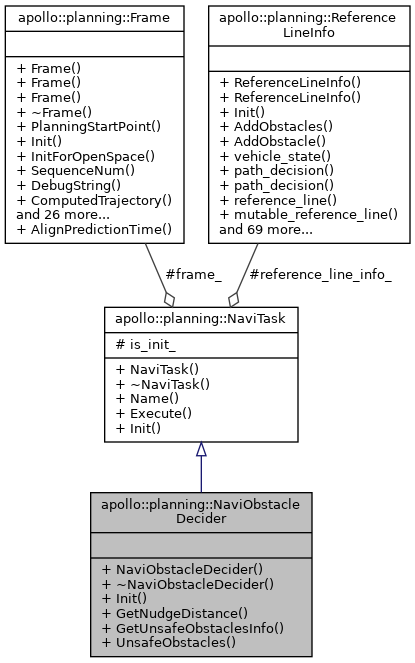 apollo::planning::Frame
+ Frame()
+ Frame()
+ Frame()
+ ~Frame()
+ PlanningStartPoint()
+ Init()
+ InitForOpenSpace()
+ SequenceNum()
+ DebugString()
+ ComputedTrajectory()
and 26 more...
+ AlignPredictionTime()
apollo::planning::Reference
LineInfo
+ ReferenceLineInfo()
+ ReferenceLineInfo()
+ Init()
+ AddObstacles()
+ AddObstacle()
+ vehicle_state()
+ path_decision()
+ path_decision()
+ reference_line()
+ mutable_reference_line()
and 69 more...
#frame_
#reference_line_info_
apollo::planning::NaviTask
# is_init_
+ NaviTask()
+ ~NaviTask()
+ Name()
+ Execute()
+ Init()
apollo::planning::NaviObstacle
Decider
+ NaviObstacleDecider()
+ ~NaviObstacleDecider()
+ Init()
+ GetNudgeDistance()
+ GetUnsafeObstaclesInfo()
+ UnsafeObstacles()